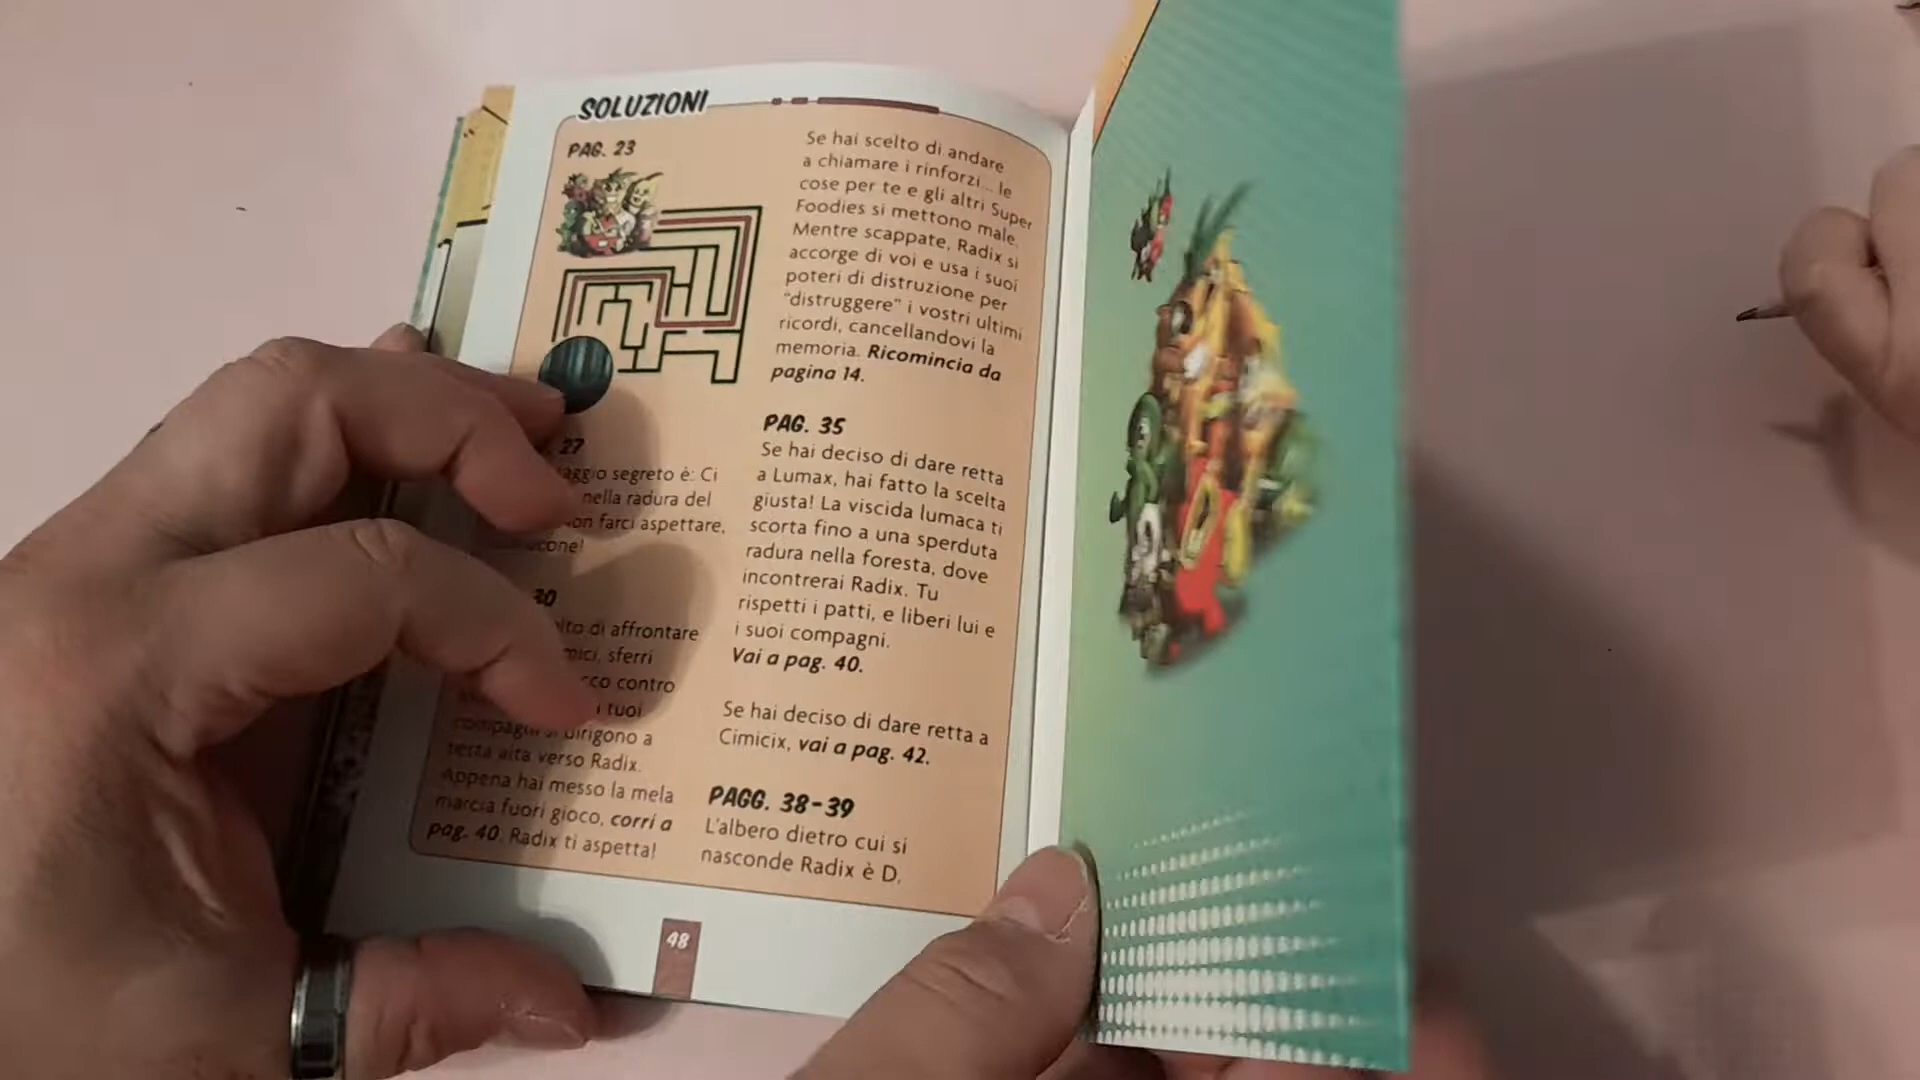 SOLUZIONI
PAG. 23
27
segreto è: Ci
nella radura del
farci aspettare,
30
di affrontare
sferri
contro
i tuoi
dirigono a
testa alta verso Radix.
Appena hai messo la mela
marcia fuori gioco, corri a
pag. 40. Radix ti aspetta!
Se hai scelto di andare
a chiamare i rinforzi... le
cose per te e gli altri Super
Foodies si mettono male.
Mentre scappate, Radix si
accorge di voi e usa i suoi
poteri di distruzione per
"distruggere" i vostri ultimi
ricordi, cancellandovi la
memoria. Ricomincia da
pagina 14.
PAG. 35
Se hai deciso di dare retta
a Lumax, hai fatto la scelta
giusta! La viscida lumaca ti
scorta fino a una sperduta
radura nella foresta, dove
incontrerai Radix. Tu
rispetti i patti, e liberi lui e
i suoi compagni.
Vai a pag. 40.
Se hai deciso di dare retta a
Cimicix, vai a pag. 42.
PAGG. 38-39
L'albero dietro cui si
nasconde Radix è D.
48